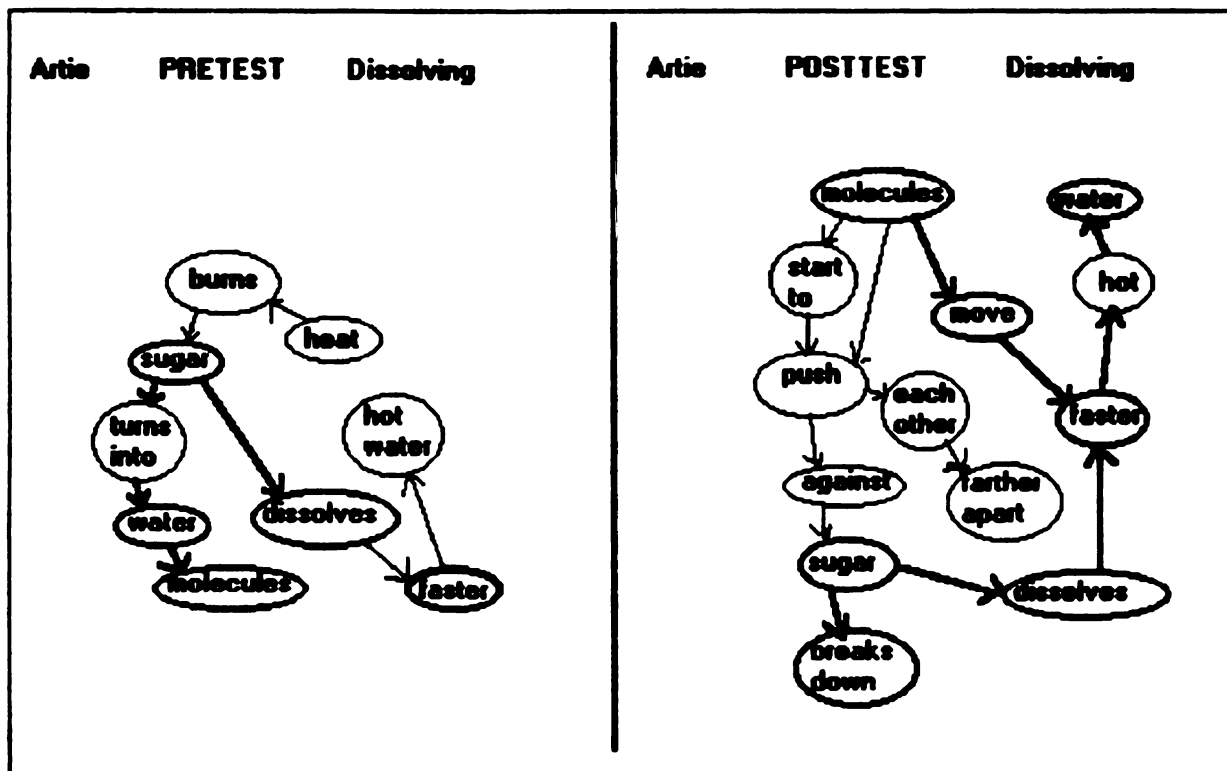 Artie PRETEST Dissolving
burns
heat
sugar
turns
into
hot
water
water
dissolves
molecules
faster
Artie POSTTEST Dissolving
molecules
water
start
to
hot
move
push
each
other
faster
against
farther
apart
sugar
dissolves
breaks
down